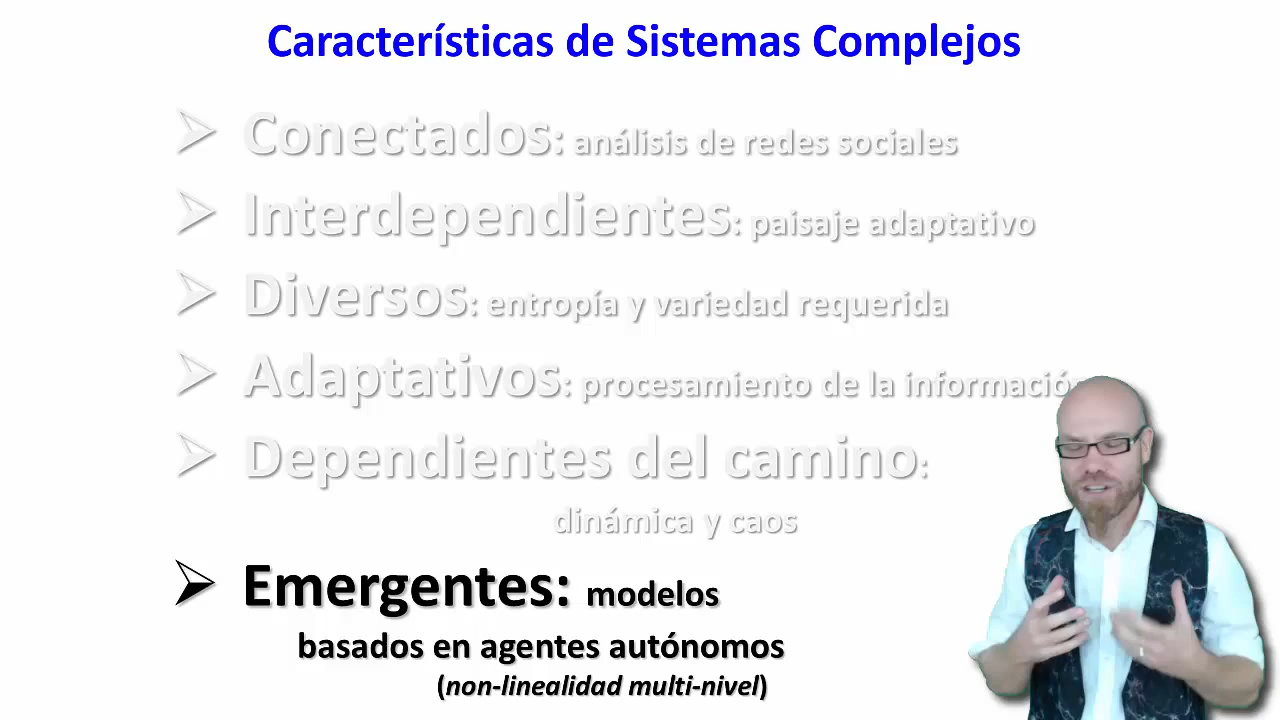 Características de Sistemas Complejos
Conectados: análisis de redes sociales
Interdependientes: paisaje adaptativo
Diversos: entropía y variedad requerida
Adaptativos: procesamiento de la información
Dependientes del camino:
dinámica y caos
Emergentes: modelos
basados en agentes autónomos
(non-linealidad multi-nivel)